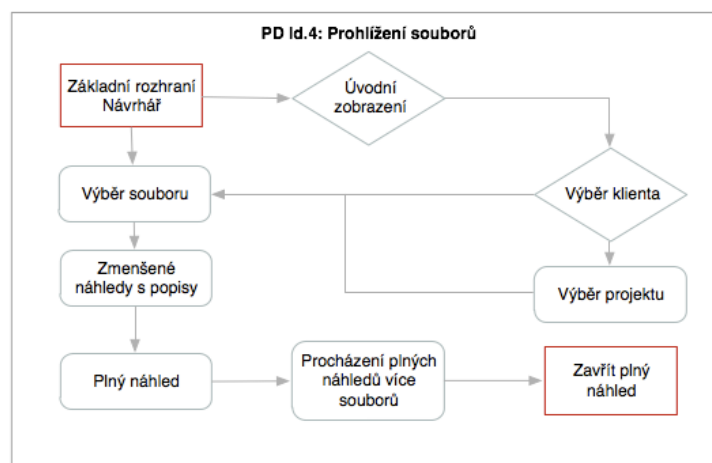 PD Id.4: Prohlížení souborů
Základní rozhraní
Návrhář
Úvodní
zobrazení
Výběr souboru
Výběr klienta
Zmenšené
náhledy s popisy
Výběr projektu
Plný náhled
Procházení plných
náhledů více
souborů
Zavřít plný
náhled